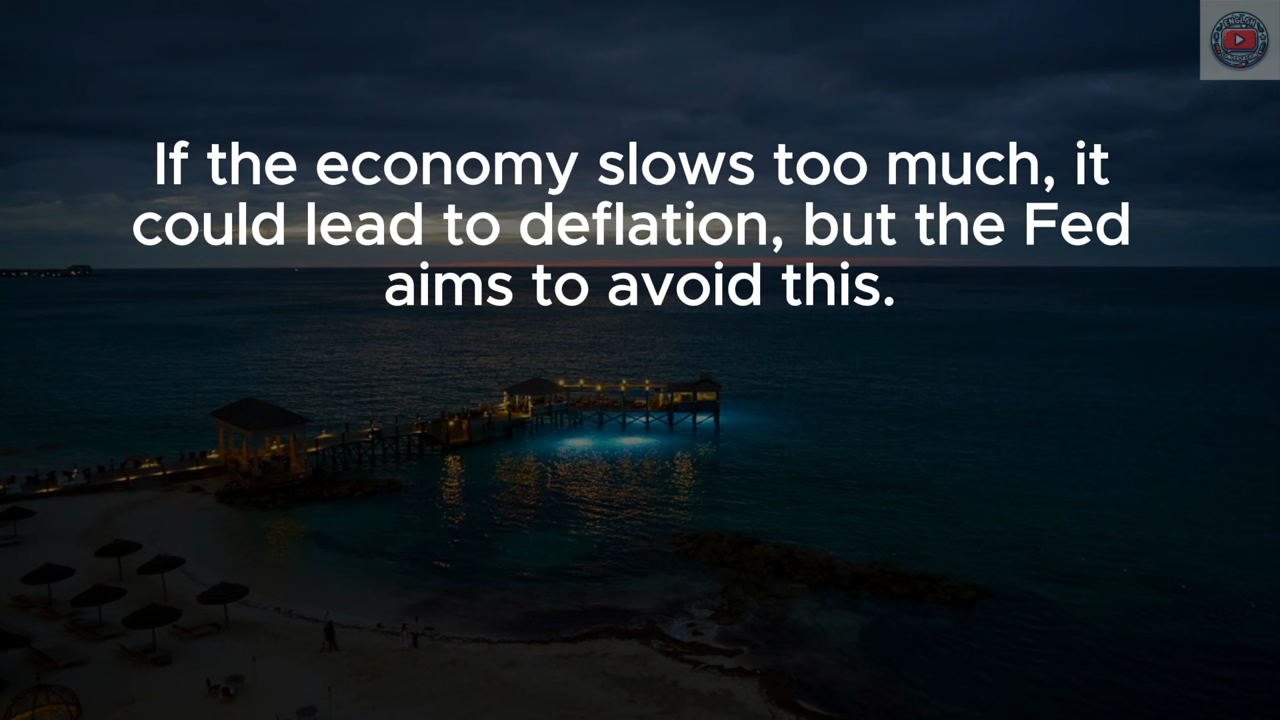 If the economy slows too much, it
could lead to deflation, but the Fed
aims to avoid this.